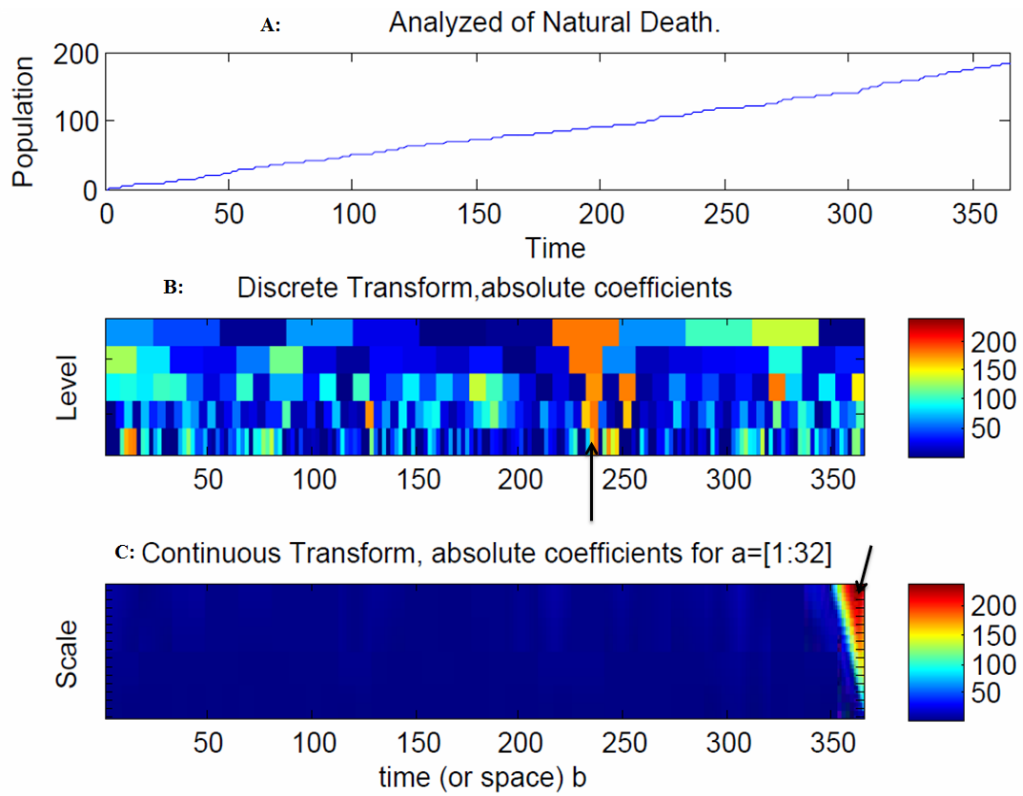 A: Analyzed of Natural Death.
Population
200
100
0
0 50 100 150 200 250 300 350
Time
B: Discrete Transform,absolute coefficients
Level
50 100 150 200 250 300 350
200
150
100
50
C: Continuous Transform, absolute coefficients for a=[1:32]
Scale
50 100 150 200 250 300 350
time (or space) b
200
150
100
50